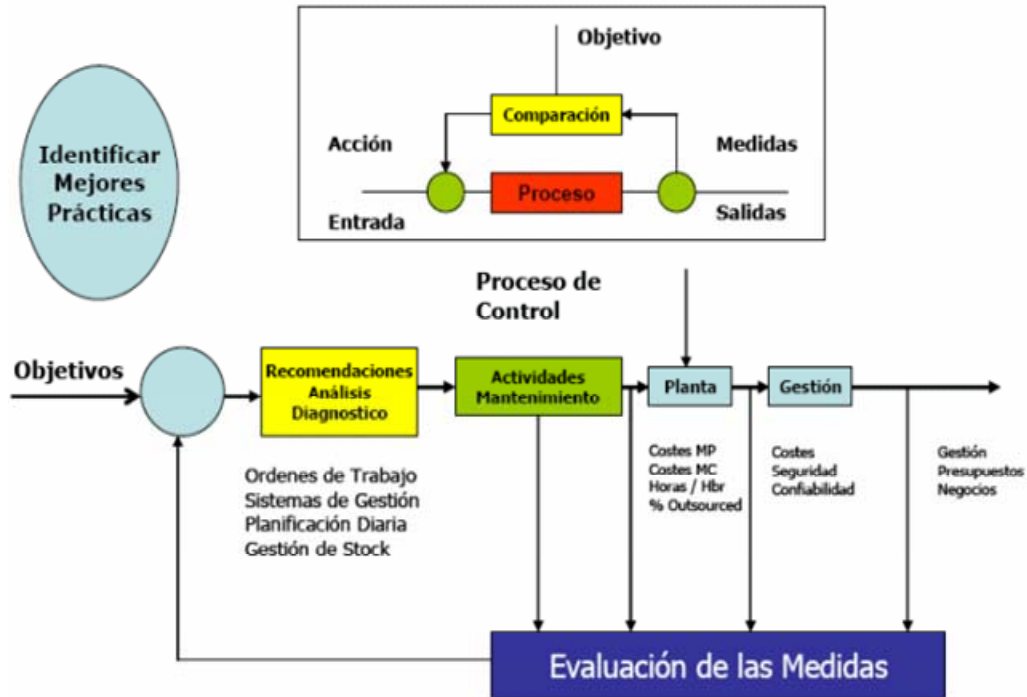 Objetivo
Comparación
Acción
Medidas
Proceso
Entrada
Salidas
Identificar
Mejores
Prácticas
Proceso de
Control
Objetivos
Recomendaciones
Análisis
Diagnostico
Actividades
Mantenimiento
Planta
Gestión
Ordenes de Trabajo
Sistemas de Gestión
Planificación Diaria
Gestión de Stock
Costes MP
Costes MC
Horas / Hbr
% Outsourced
Costes
Seguridad
Confiabilidad
Gestión
Presupuestos
Negocios
Evaluación de las Medidas